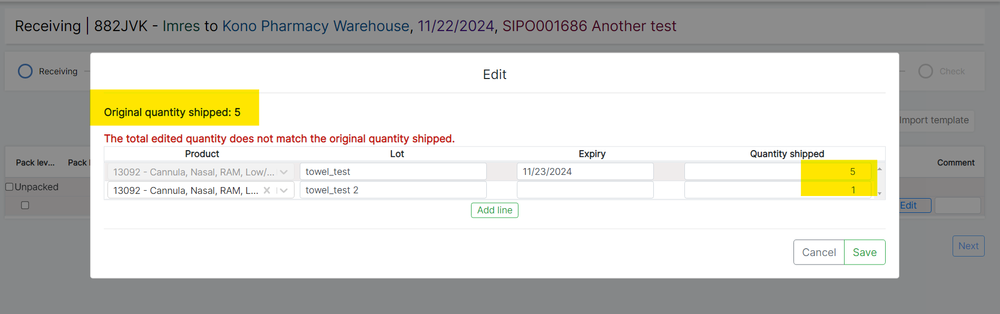 Receiving | 882JVK - Imres to Kono Pharmacy Warehouse, 11/22/2024, SIPO001686 Another test
Receiving
Check
Edit
Original quantity shipped: 5
Import template
The total edited quantity does not match the original quantity shipped.
Product Lot Expiry Quantity shipped
Pack lev... Pack Comment
13092 - Cannula, Nasal, RAM, Low/... towel_test 11/23/2024 5
Unpacked
13092 - Cannula, Nasal, RAM, L... towel_test 2 1
Edit
Add line
Next
Cancel Save